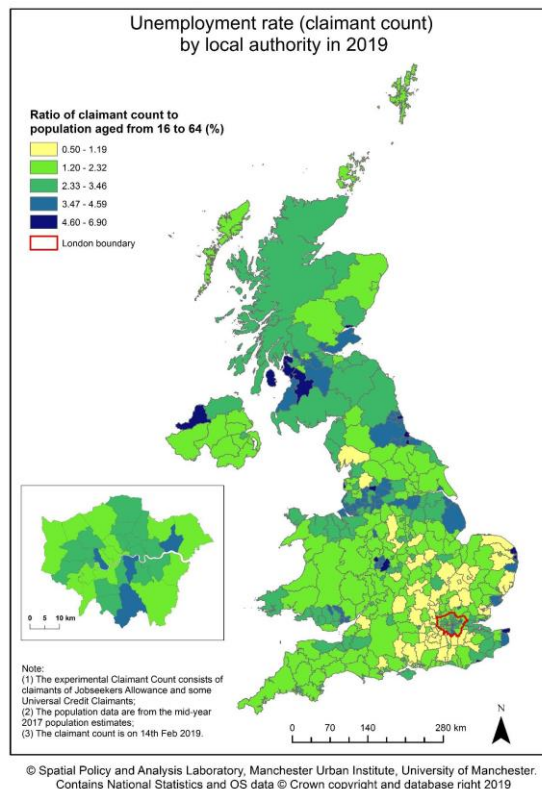 Unemployment rate (claimant count)
by local authority in 2019
Ratio of claimant count to
population aged from 16 to 64 (%)
0.50 - 1.19
1.20 - 2.32
2.33 - 3.46
3.47 - 4.59
4.60 - 6.90
London boundary
0 5 10 km
Note:
(1) The experimental Claimant Count consists of
claimants of Jobseekers Allowance and some
Universal Credit Claimants;
(2) The population data are from the mid-year
2017 population estimates;
(3) The claimant count is on 14th Feb 2019.
0 70 140 280 km
N
© Spatial Policy and Analysis Laboratory, Manchester Urban Institute, University of Manchester.
Contains National Statistics and OS data © Crown copyright and database right 2019